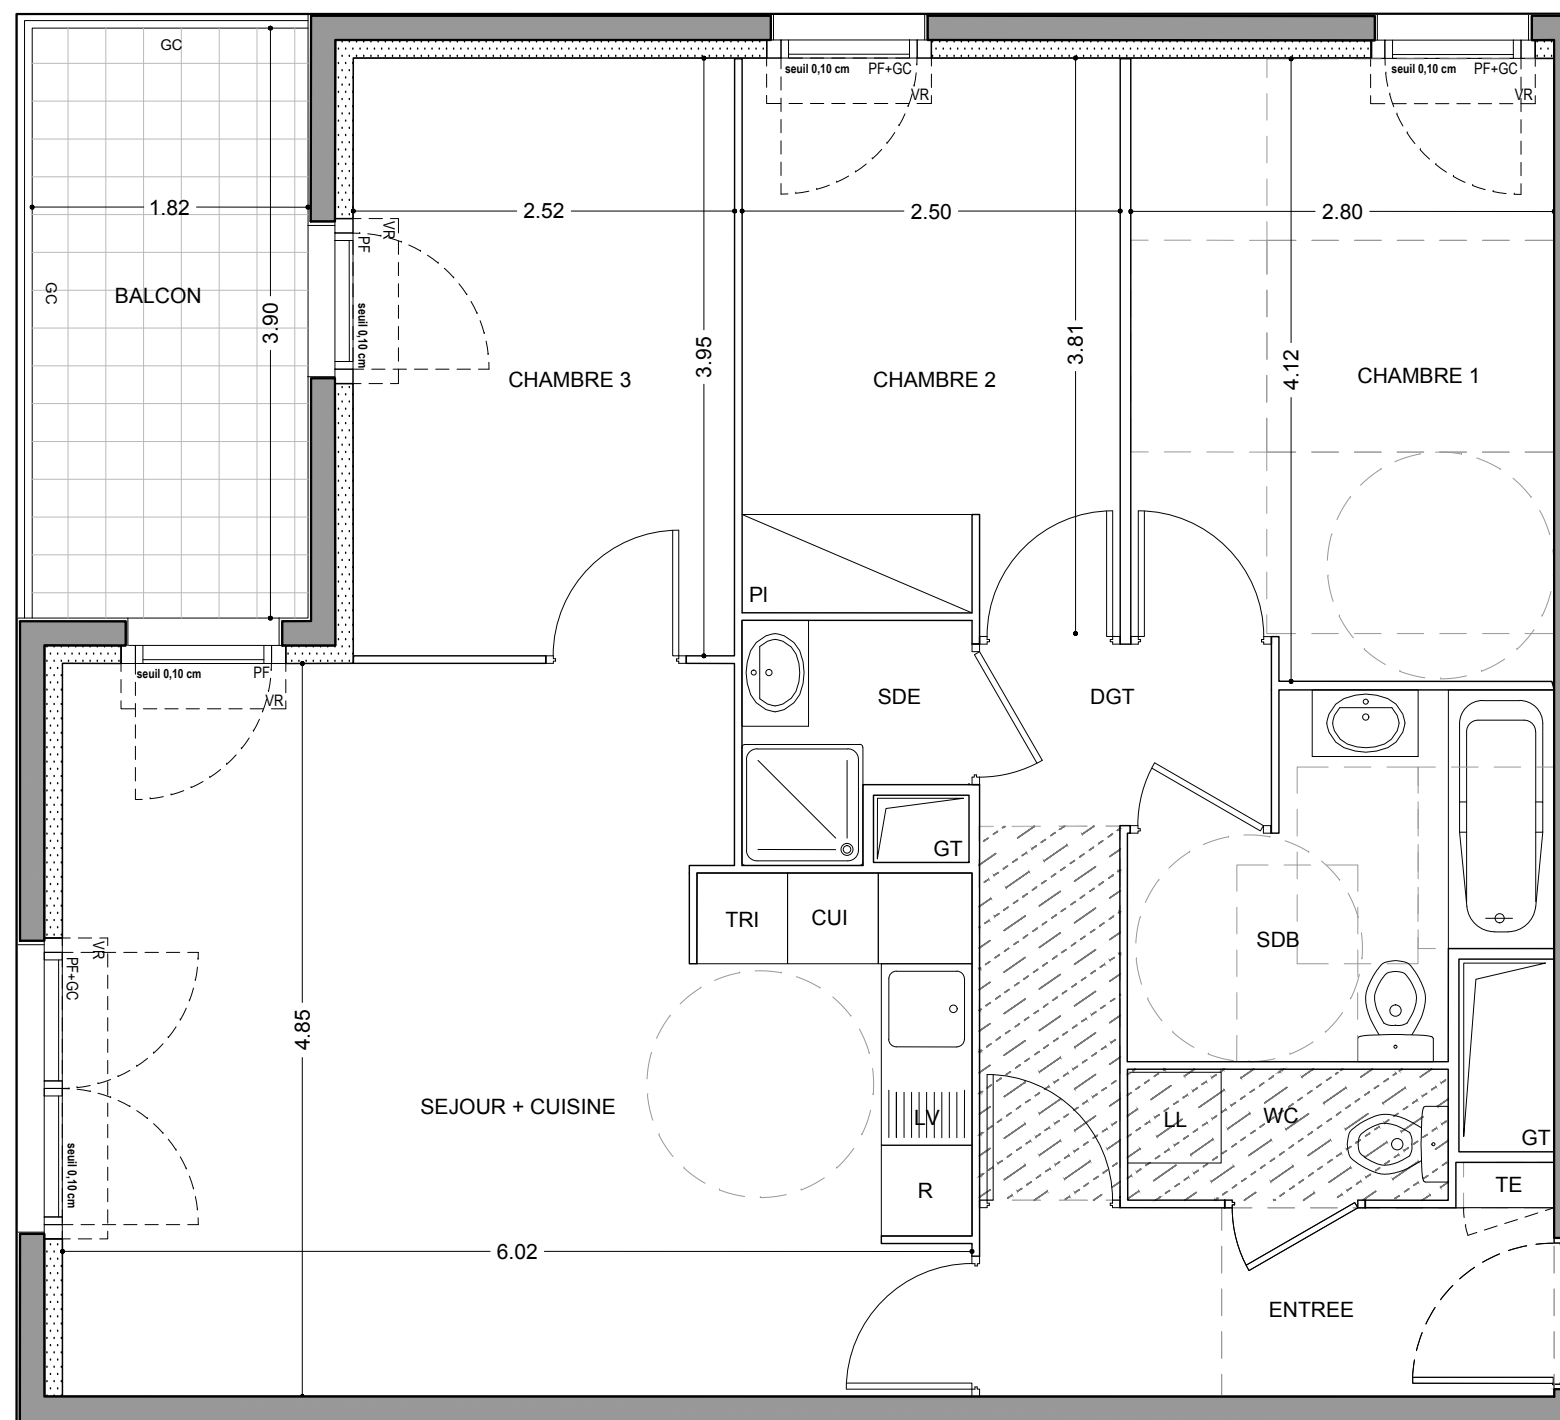 GC
seuil 0,10 cm PF+GC
VR
seuil 0,10 cm PF+GC
VR
1.82
2.52
2.50
2.80
VR
PF
seuil 0,10 cm
GC
BALCON
3.90
3.95
3.81
4.12
CHAMBRE 3
CHAMBRE 2
CHAMBRE 1
PI
seuil 0,10 cm PF
VR
SDE
DGT
GT
TRI
CUI
SDB
VR
PF+GC
seuil 0,10 cm
4.85
SEJOUR + CUISINE
LV
LL
WC
GT
R
TE
6.02
ENTREE